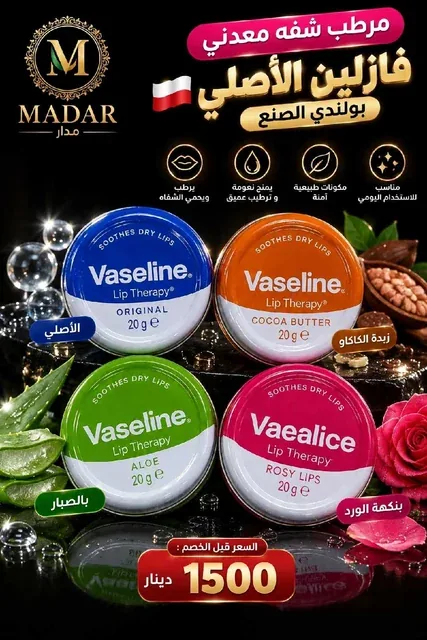 M
MADAR
مدار
مرطب شفه معدني
فازلين الأصلي
بولندي الصنع
يرطب
ويحمي الشفاه
يمنح نعومة
و ترطيب عميق
مكونات طبيعية
آمنة
مناسب
للاستخدام اليومي
SOOTHES DRY LIPS
Vaseline®
Lip Therapy®
ORIGINAL
20 g e
الأصلي
SOOTHES DRY LIPS
Vaseline®
Lip Therapy®
COCOA BUTTER
20 g e
زبدة الكاكاو
SOOTHES DRY LIPS
Vaseline®
Lip Therapy
ALOE
20 g e
بالصبار
SOOTHES DRY LIPS
Vaealice
Lip Therapy
ROSY LIPS
20 g e
بنكهة الورد
السعر قبل الخصم :
1500 دينار